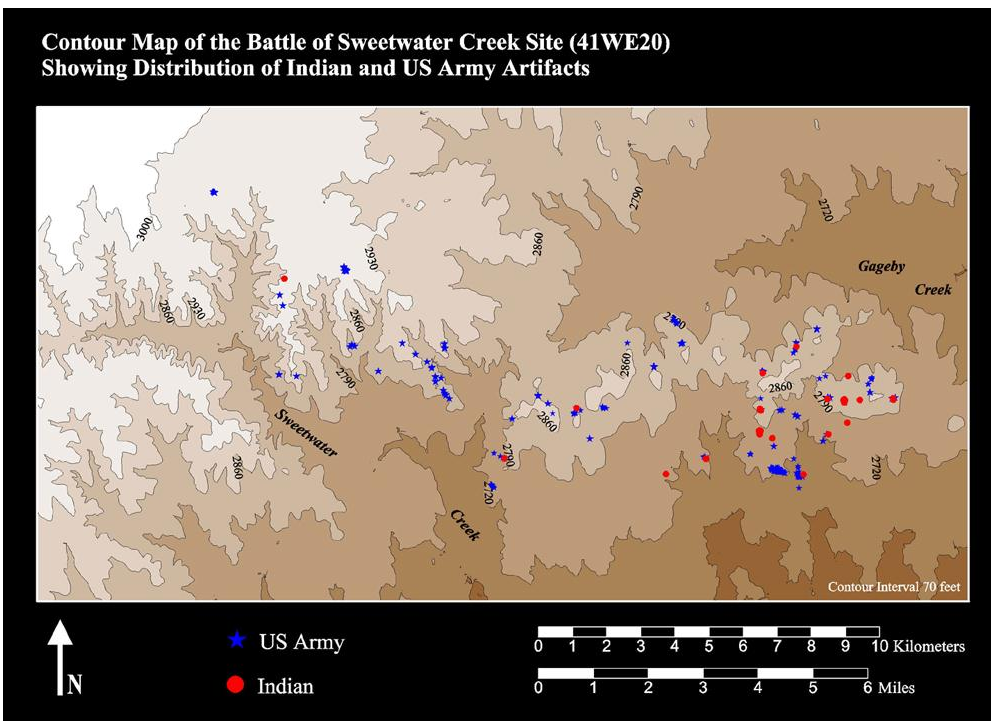 Contour Map of the Battle of Sweetwater Creek Site (41WE20)
Showing Distribution of Indian and US Army Artifacts
3000
2930
2860
2790
2720
2860
2930
2860
2790
Gageby
Creek
2860
2790
2790
2860
2860
2860
2790
Sweetwater
2860
2790
2720
2720
Creek
Contour Interval 70 feet
N
US Army
Indian
0 1 2 3 4 5 6 7 8 9 10 Kilometers
0 1 2 3 4 5 6 Miles